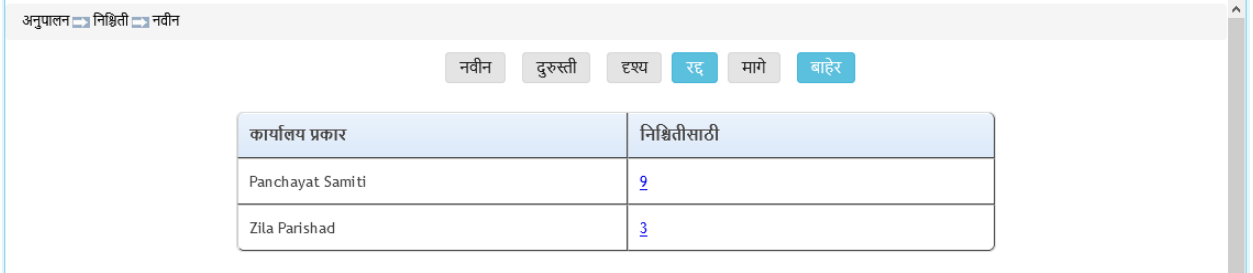 अनुपालन निश्चिती नवीन
नवीन दुरुस्ती दृश्य रद्द मागे बाहेर
कार्यालय प्रकार निश्चितीसाठी
Panchayat Samiti 9
Zila Parishad 3